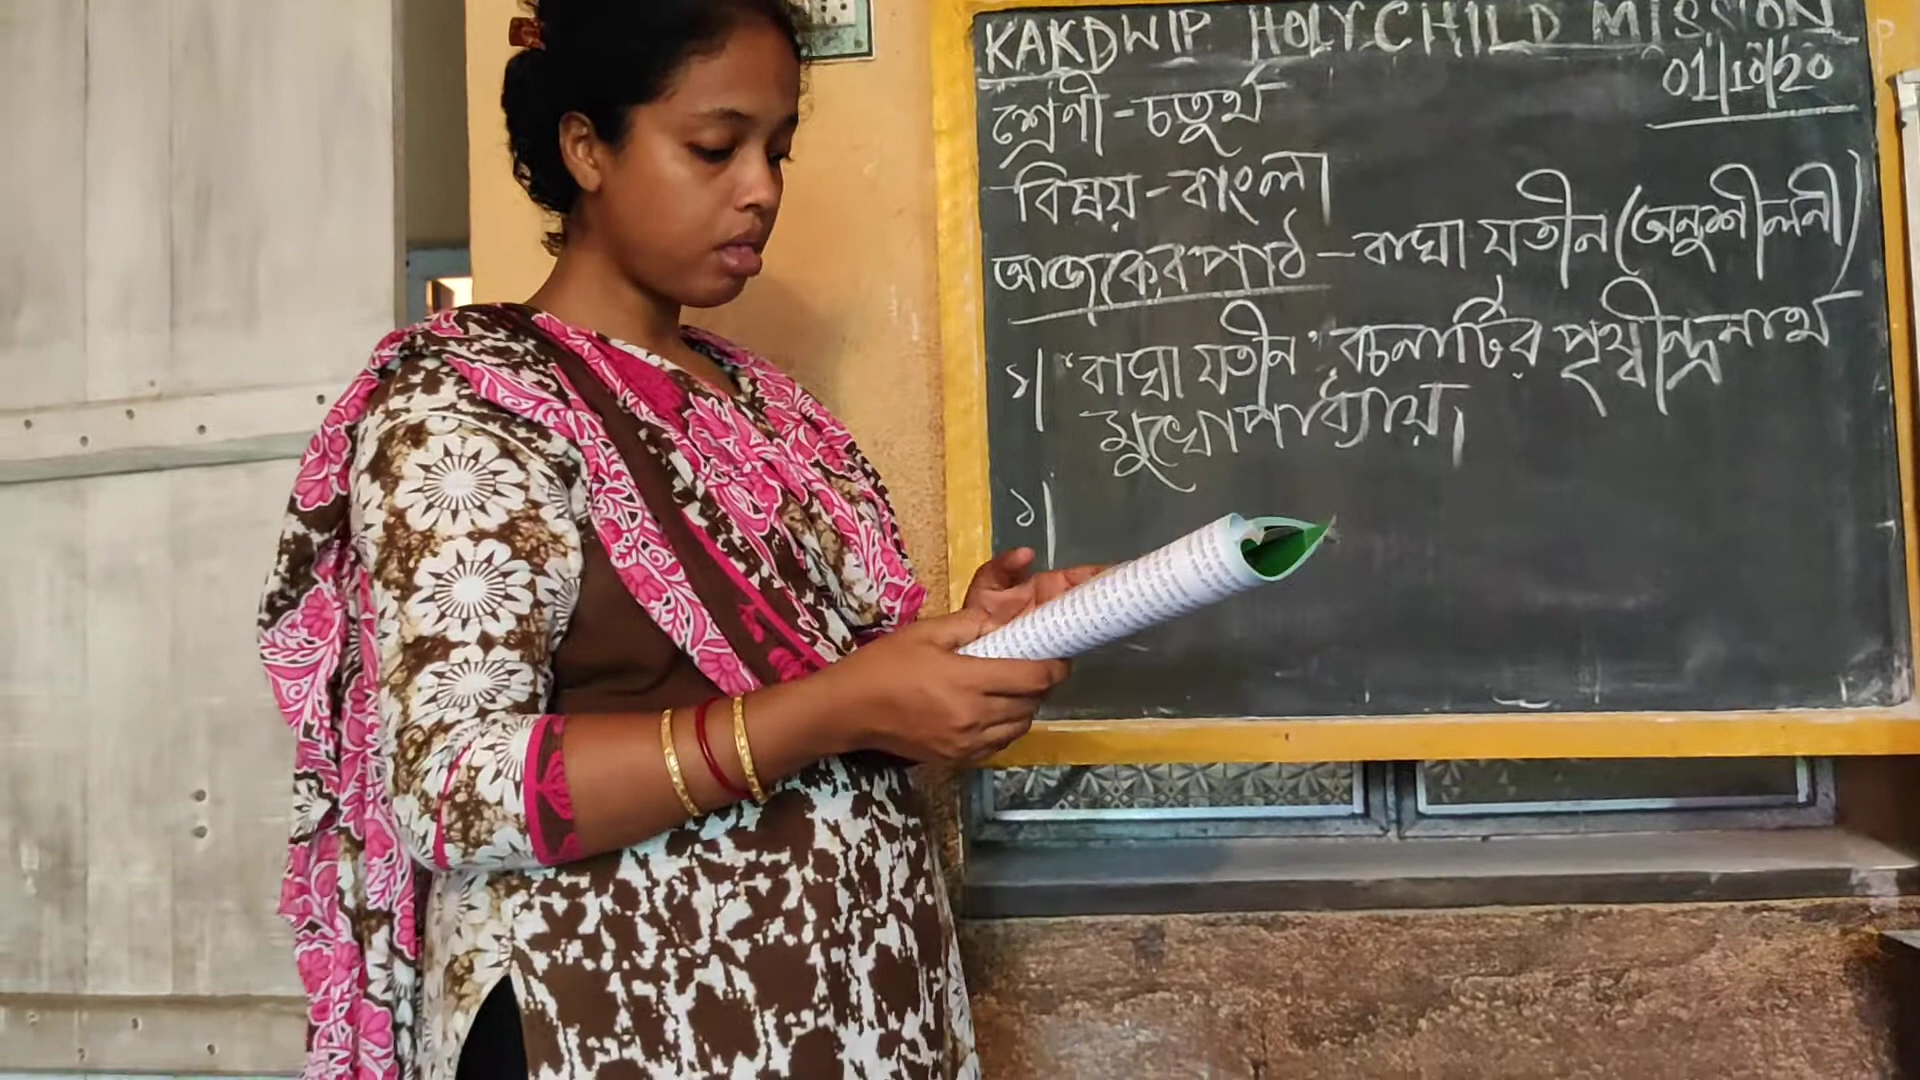 KAKDWIP HOLY CHILD MISSION
01/10/20
শ্রেণী - চতুর্থ
বিষয় - বাংলা
আজকের পাঠ - বাঘা যতীন (অনুশীলনী)
১। 'বাঘা যতীন' রচনাটির পৃথ্বীন্দ্রনাথ
মুখোপাধ্যায়।
১।